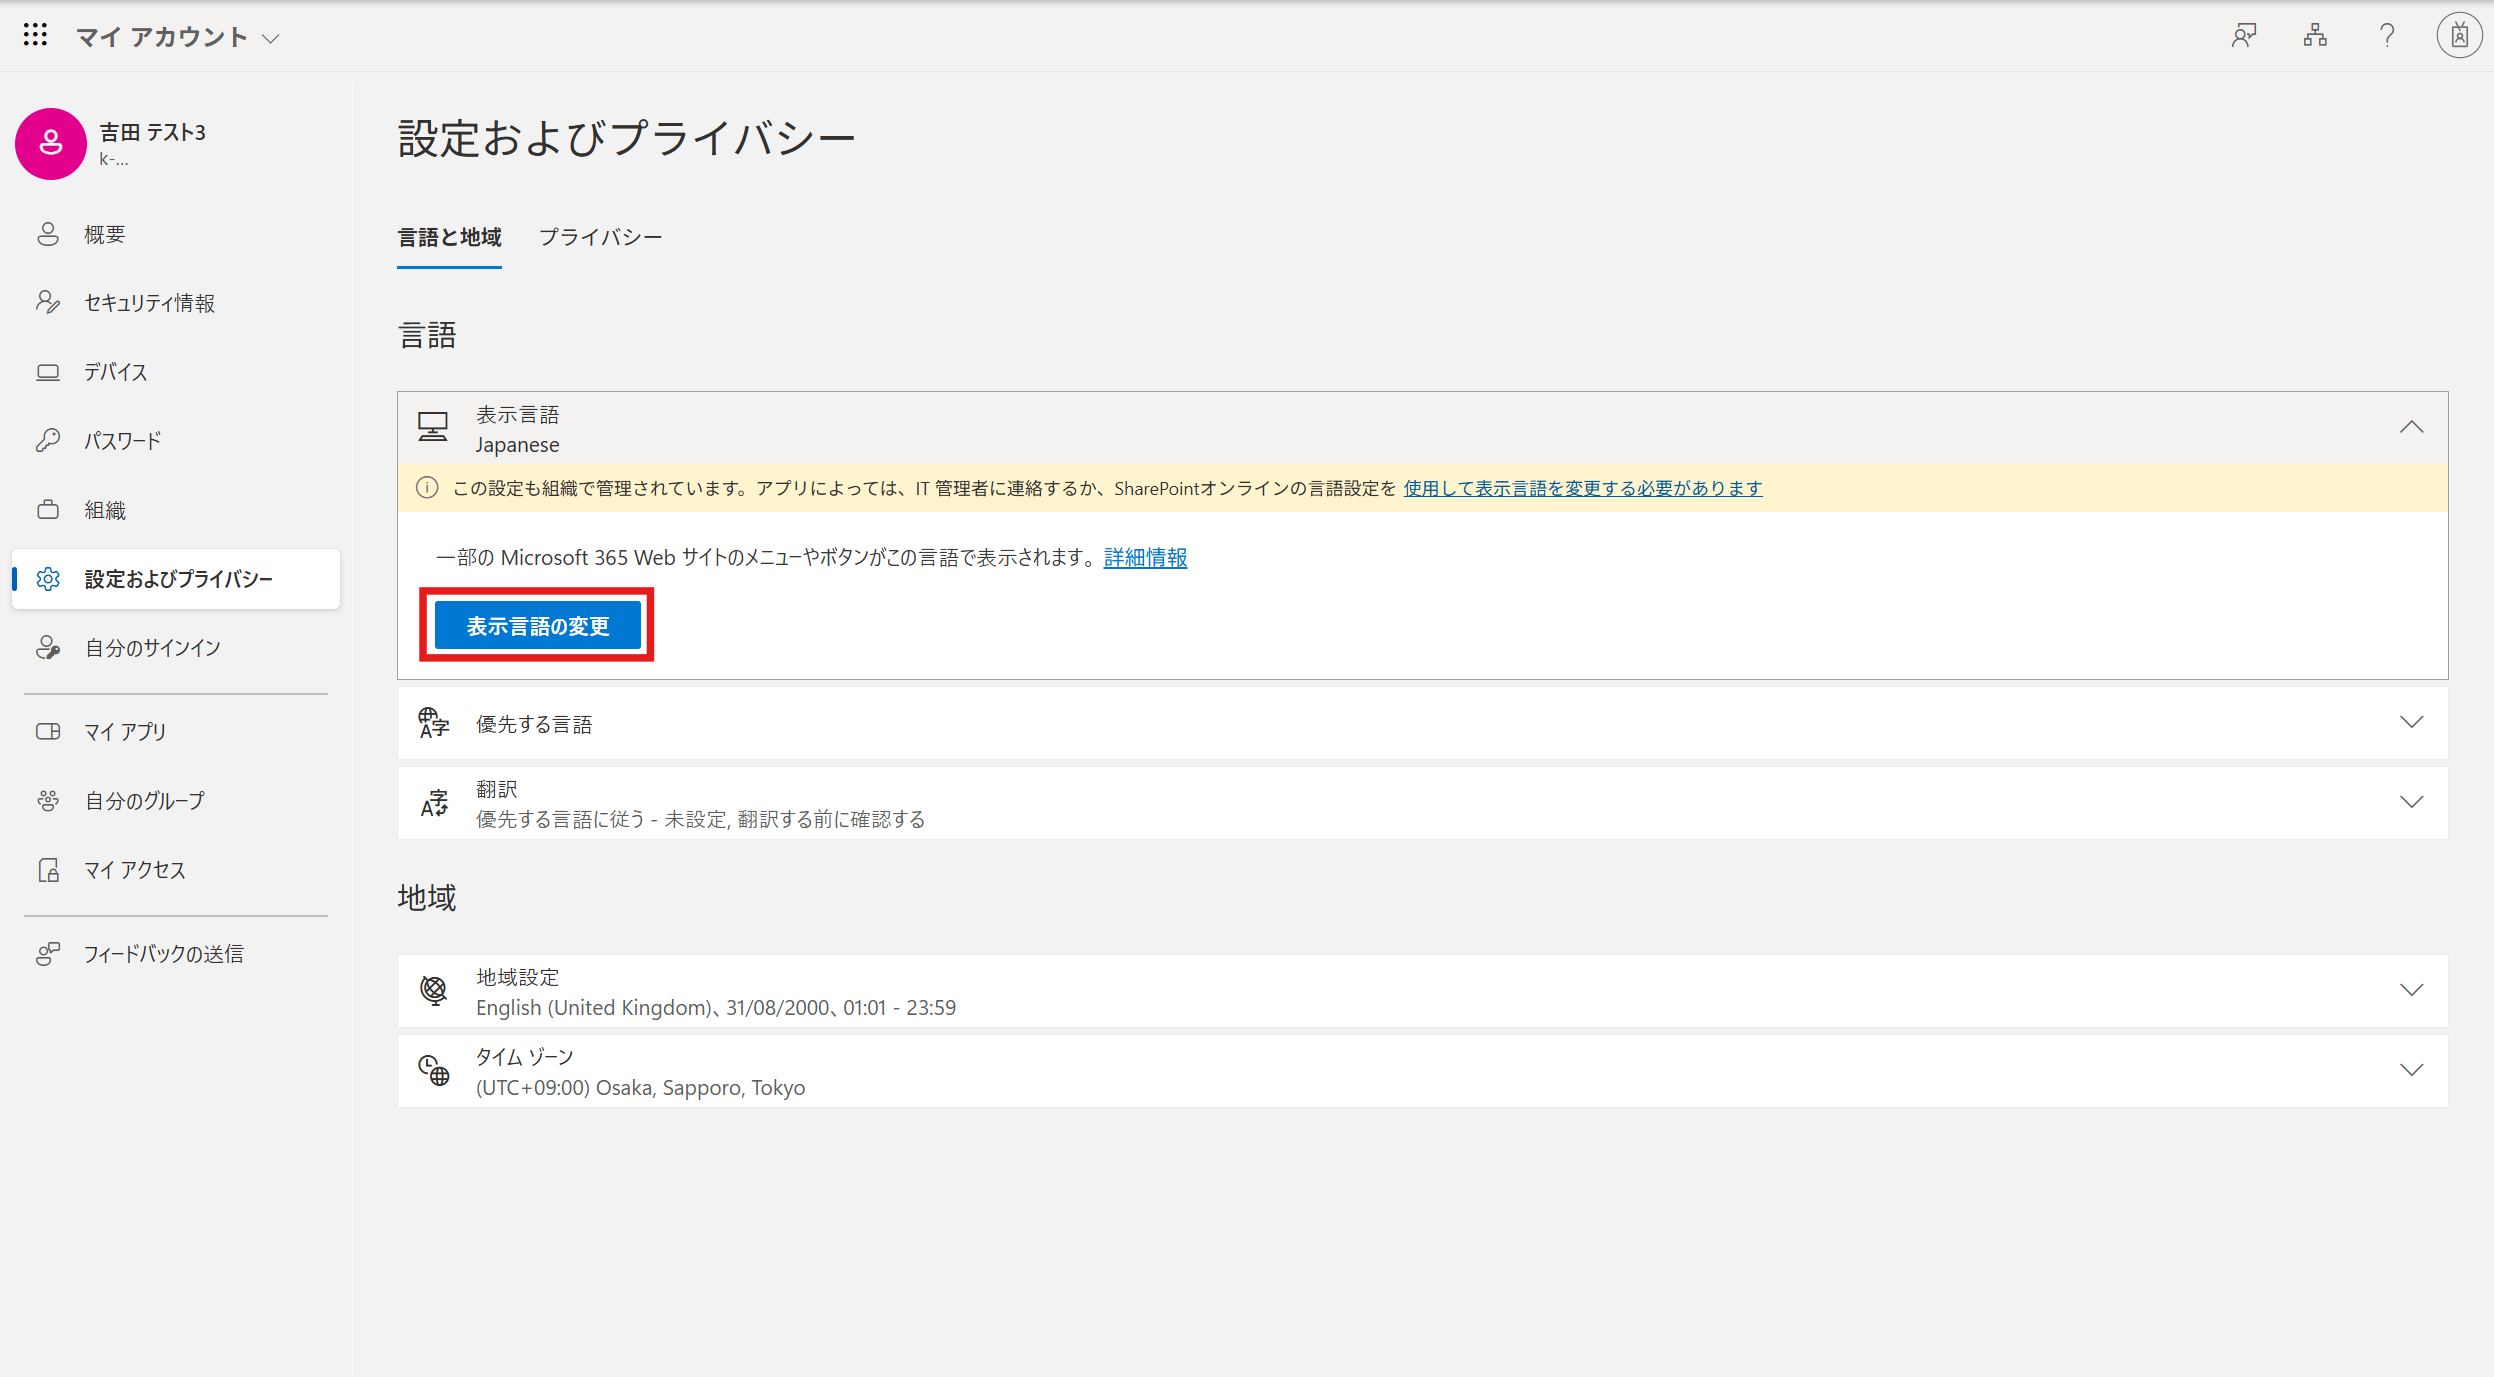 マイ アカウント
吉田 テスト3
k-...
概要
セキュリティ情報
デバイス
パスワード
組織
設定およびプライバシー
自分のサインイン
マイ アプリ
自分のグループ
マイ アクセス
フィードバックの送信
設定およびプライバシー
言語と地域 プライバシー
言語
表示言語
Japanese
この設定も組織で管理されています。アプリによっては、IT 管理者に連絡するか、SharePointオンラインの言語設定を 使用して表示言語を変更する必要があります
一部の Microsoft 365 Web サイトのメニューやボタンがこの言語で表示されます。詳細情報
表示言語の変更
優先する言語
翻訳
優先する言語に従う - 未設定, 翻訳する前に確認する
地域
地域設定
English (United Kingdom)、31/08/2000、01:01 - 23:59
タイム ゾーン
(UTC+09:00) Osaka, Sapporo, Tokyo